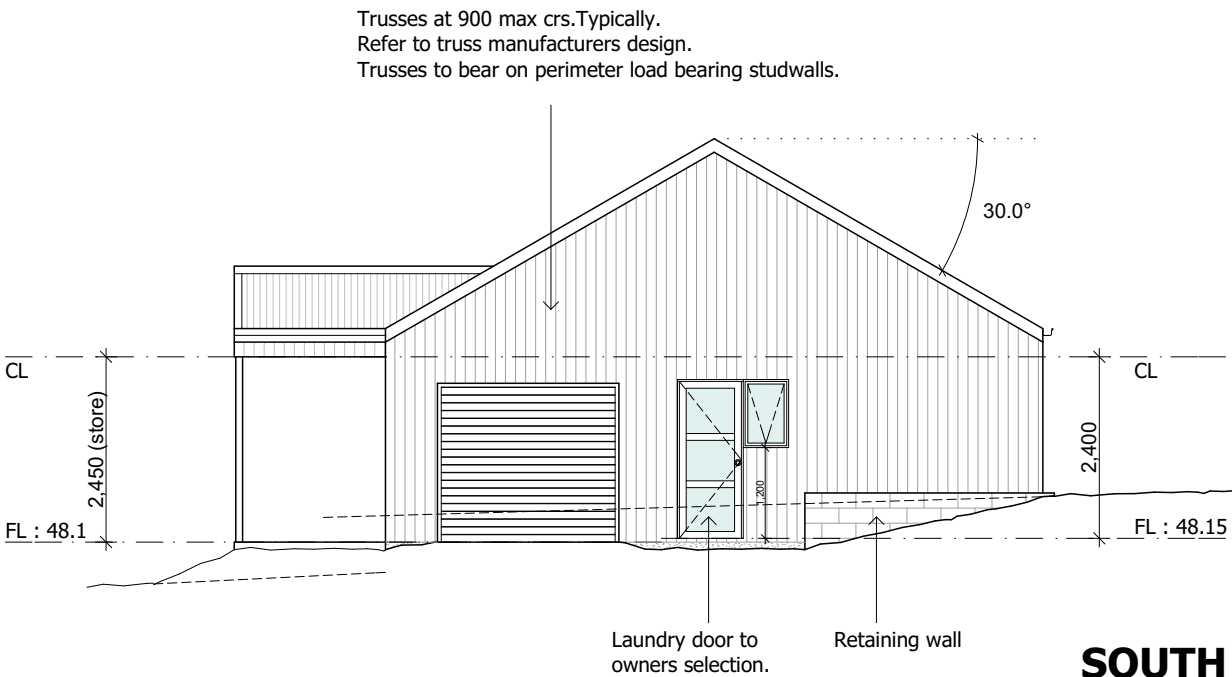 Trusses at 900 max crs.Typically.
Refer to truss manufacturers design.
Trusses to bear on perimeter load bearing studwalls.
30.0°
CL
CL
2,450 (store)
2,400
1,200
FL : 48.1
FL : 48.15
Laundry door to
owners selection.
Retaining wall
SOUTH